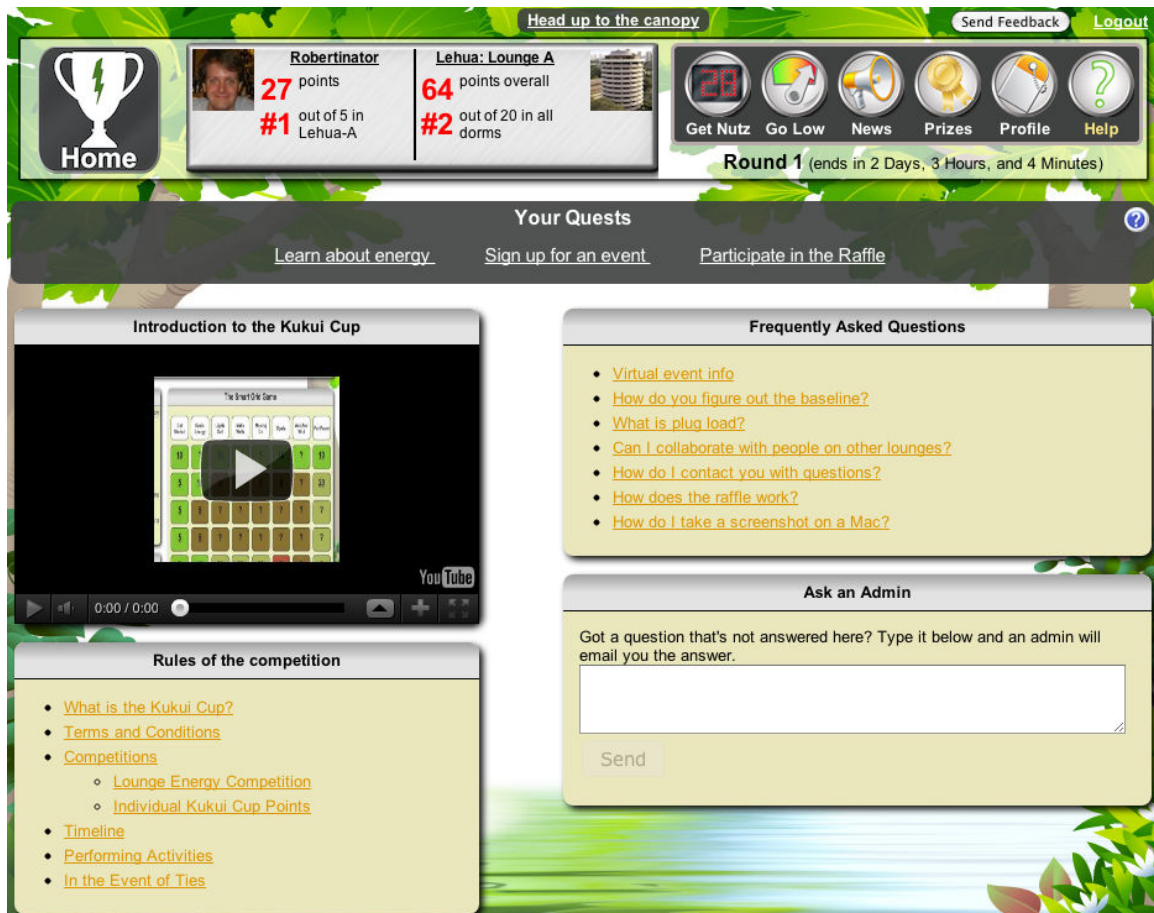 Head up to the canopy
Send Feedback
Logout
Home
Robertinator
27 points
#1 out of 5 in
Lehua-A
Lehua: Lounge A
64 points overall
#2 out of 20 in all
dorms
28
Get Nutz
Go Low
News
Prizes
Profile
Help
Round 1 (ends in 2 Days, 3 Hours, and 4 Minutes)
Your Quests
Learn about energy
Sign up for an event
Participate in the Raffle
Introduction to the Kukui Cup
The Smart Grid Game
YouTube
0:00 / 0:00
Rules of the competition
What is the Kukui Cup?
Terms and Conditions
Competitions
Lounge Energy Competition
Individual Kukui Cup Points
Timeline
Performing Activities
In the Event of Ties
Frequently Asked Questions
Virtual event info
How do you figure out the baseline?
What is plug load?
Can I collaborate with people on other lounges?
How do I contact you with questions?
How does the raffle work?
How do I take a screenshot on a Mac?
Ask an Admin
Got a question that's not answered here? Type it below and an admin will
email you the answer.
Send